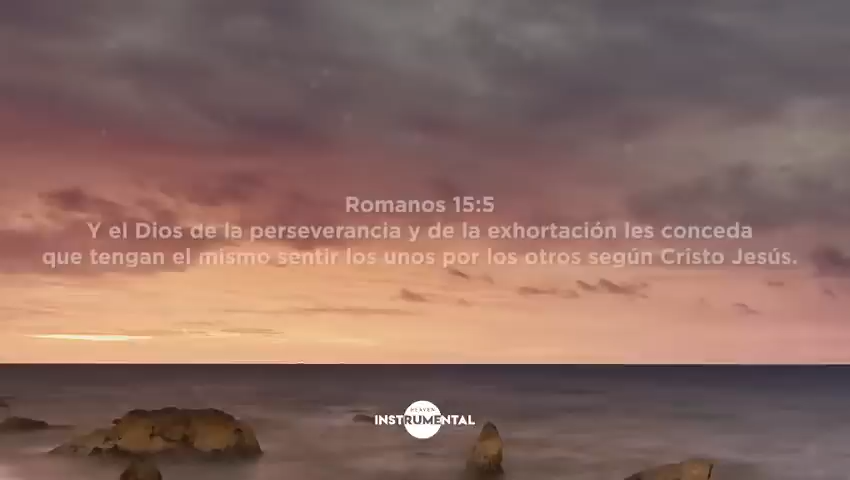 Romanos 15:5
Y el Dios de la perseverancia y de la exhortación les conceda
que tengan el mismo sentir los unos por los otros según Cristo Jesús.
HEAVEN
INSTRUMENTAL